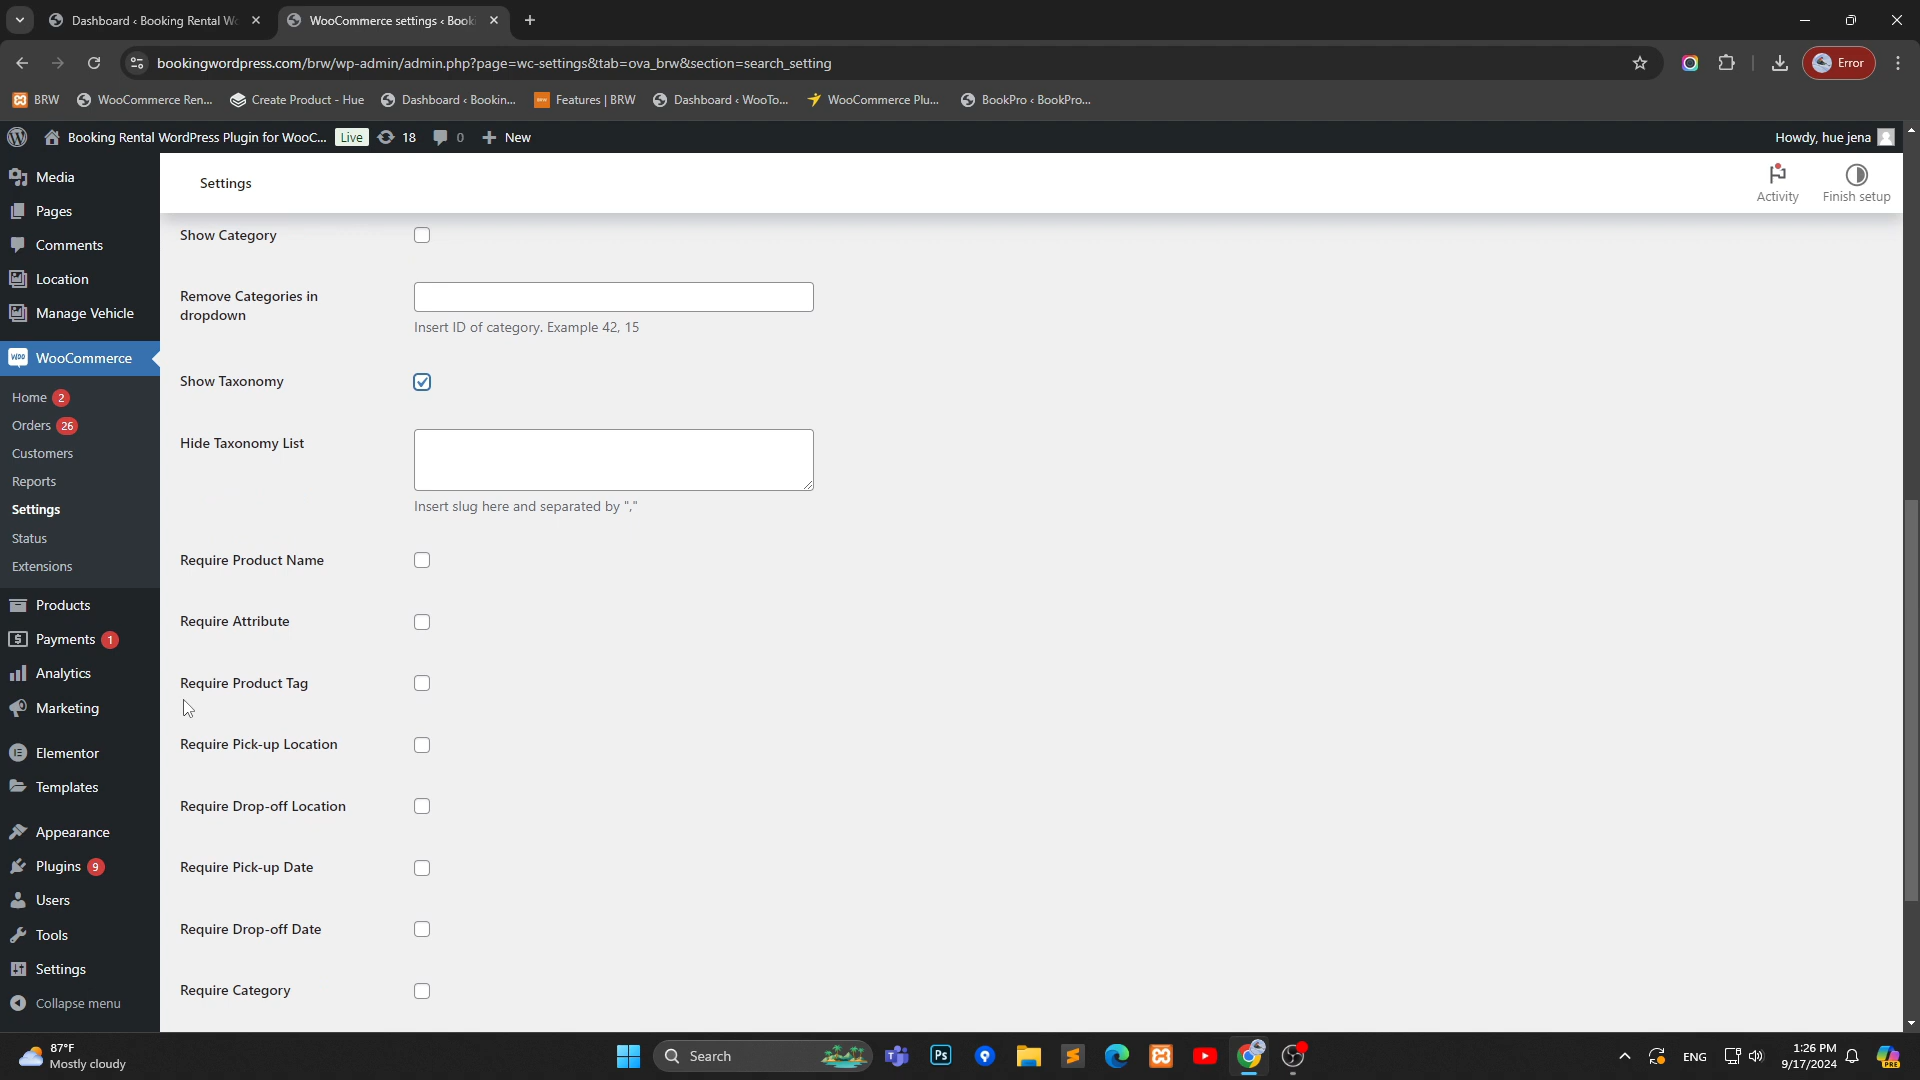 Dashboard ‹ Booking Rental W
WooCommerce settings ‹ Book
bookingwordpress.com/brw/wp-admin/admin.php?page=wc-settings&tab=ova_brw&section=search_setting
Error
BRW
WooCommerce Ren...
Create Product - Hue
Dashboard ‹ Bookin...
Features | BRW
Dashboard ‹ WooTo...
WooCommerce Plu...
BookPro ‹ BookPro...
Booking Rental WordPress Plugin for WooC...
Live
18
0
New
Howdy, hue jena
Media
Pages
Comments
Location
Manage Vehicle
WooCommerce
Home 2
Orders 26
Customers
Reports
Settings
Status
Extensions
Products
Payments 1
Analytics
Marketing
Elementor
Templates
Appearance
Plugins 9
Users
Tools
Settings
Collapse menu
Settings
Activity
Finish setup
Show Category
Remove Categories in
dropdown
Insert ID of category. Example 42, 15
Show Taxonomy
Hide Taxonomy List
Insert slug here and separated by ","
Require Product Name
Require Attribute
Require Product Tag
Require Pick-up Location
Require Drop-off Location
Require Pick-up Date
Require Drop-off Date
Require Category
87°F
Mostly cloudy
Search
ENG
1:26 PM
9/17/2024